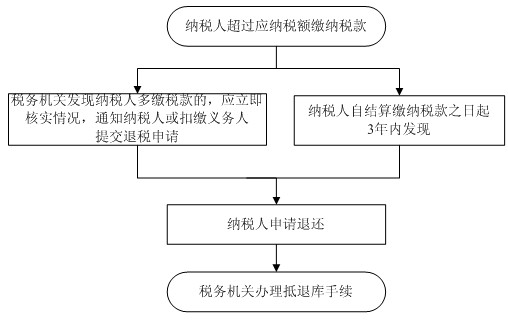 纳税人超过应纳税额缴纳税款
税务机关发现纳税人多缴税款的，应立即
核实情况，通知纳税人或扣缴义务人
提交退税申请
纳税人自结算缴纳税款之日起
3年内发现
纳税人申请退还
税务机关办理抵退库手续